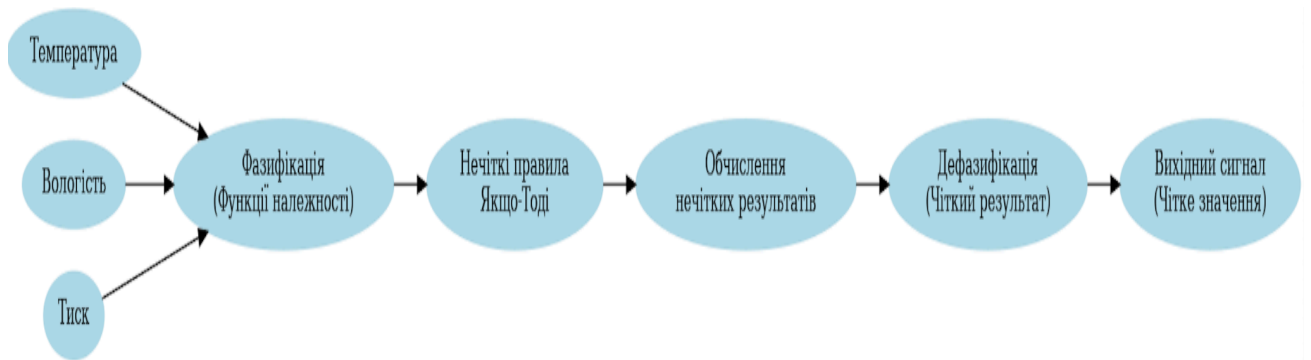 Температура
Вологість
Тиск
Фазифікація
(Функції належності)
Нечіткі правила
Якщо-Тоді
Обчислення
нечітких результатів
Дефазифікація
(Чіткий результат)
Вихідний сигнал
(Чітке значення)